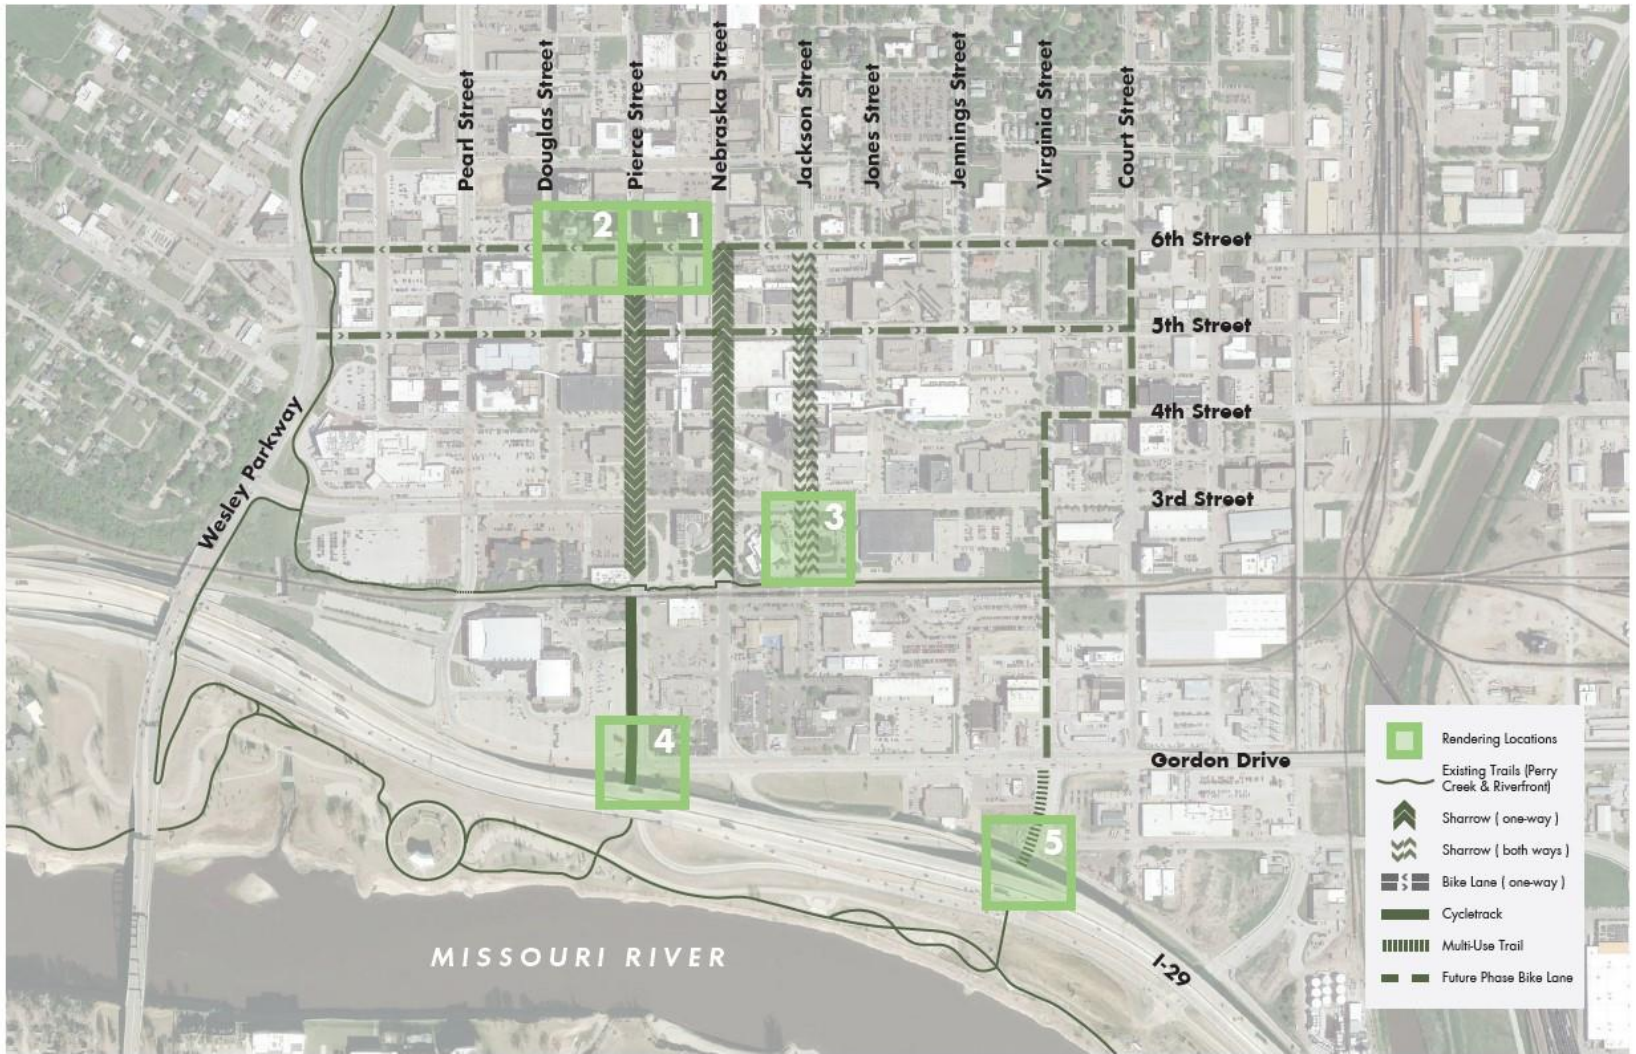 Pearl Street
Douglas Street
Pierce Street
Nebraska Street
Jackson Street
Jones Street
Jennings Street
Virginia Street
Court Street
2
1
6th Street
5th Street
4th Street
Wesley Parkway
3rd Street
3
4
Gordon Drive
5
MISSOURI RIVER
I-29
Rendering Locations
Existing Trails (Perry
Creek & Riverfront)
Sharrow ( one-way )
Sharrow ( both ways )
Bike Lane ( one-way )
Cycletrack
Multi-Use Trail
Future Phase Bike Lane